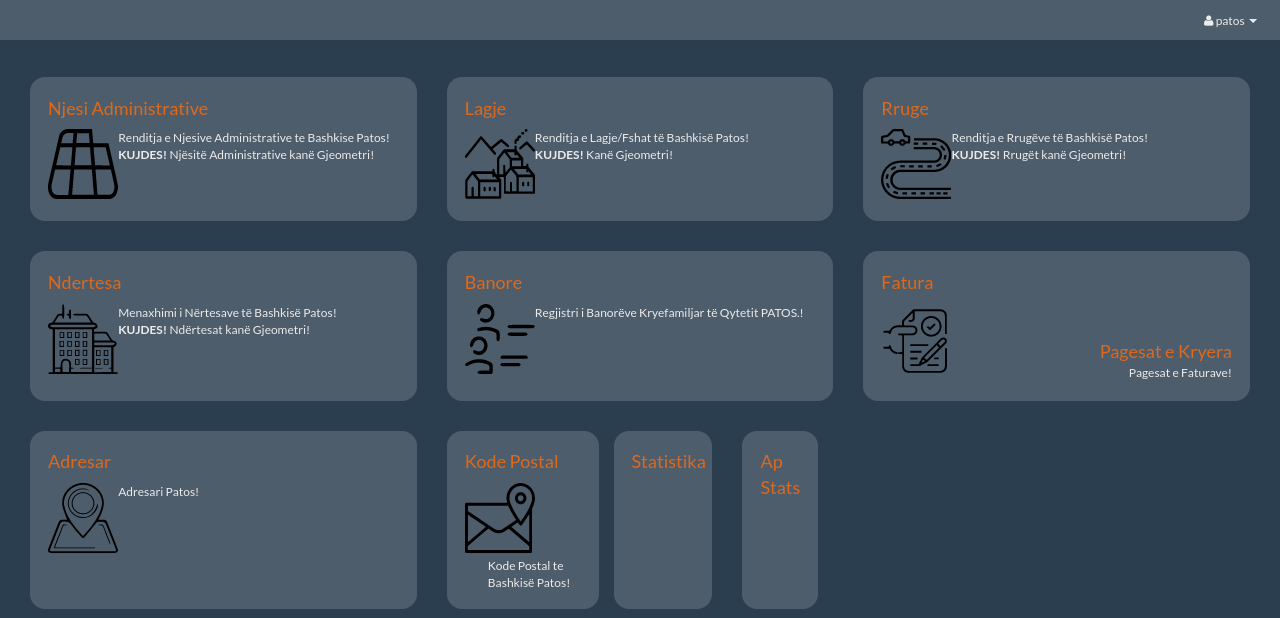 patos
Njesi Administrative
Renditja e Njesive Administrative te Bashkise Patos!
KUJDES! Njësitë Administrative kanë Gjeometri!
Lagje
Renditja e Lagje/Fshat të Bashkisë Patos!
KUJDES! Kanë Gjeometri!
Rruge
Renditja e Rrugëve të Bashkisë Patos!
KUJDES! Rrugët kanë Gjeometri!
Ndertesa
Menaxhimi i Nërtesave të Bashkisë Patos!
KUJDES! Ndërtesat kanë Gjeometri!
Banore
Regjistri i Banorëve Kryefamiljar të Qytetit PATOS.!
Fatura
Pagesat e Kryera
Pagesat e Faturave!
Adresar
Adresari Patos!
Kode Postal
Kode Postal te
Bashkisë Patos!
Statistika
Ap
Stats